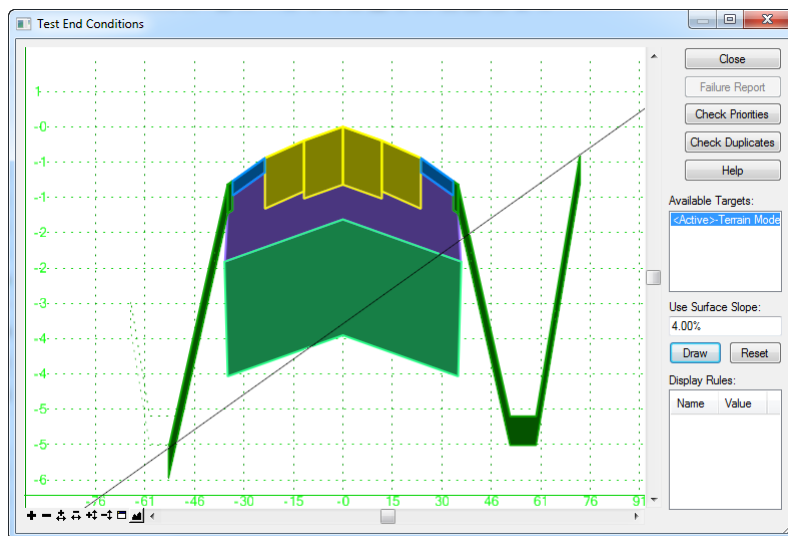 Test End Conditions
Close
Failure Report
Check Priorities
Check Duplicates
Help
Available Targets:
<Active>-Terrain Mode
Use Surface Slope:
4.00%
Draw Reset
Display Rules:
Name Value
1
-0
-1
-1
-2
-2
-3
-4
-4
-5
-5
-6
-76 -61 -46 -30 -15 -0 15 30 46 61 76 91